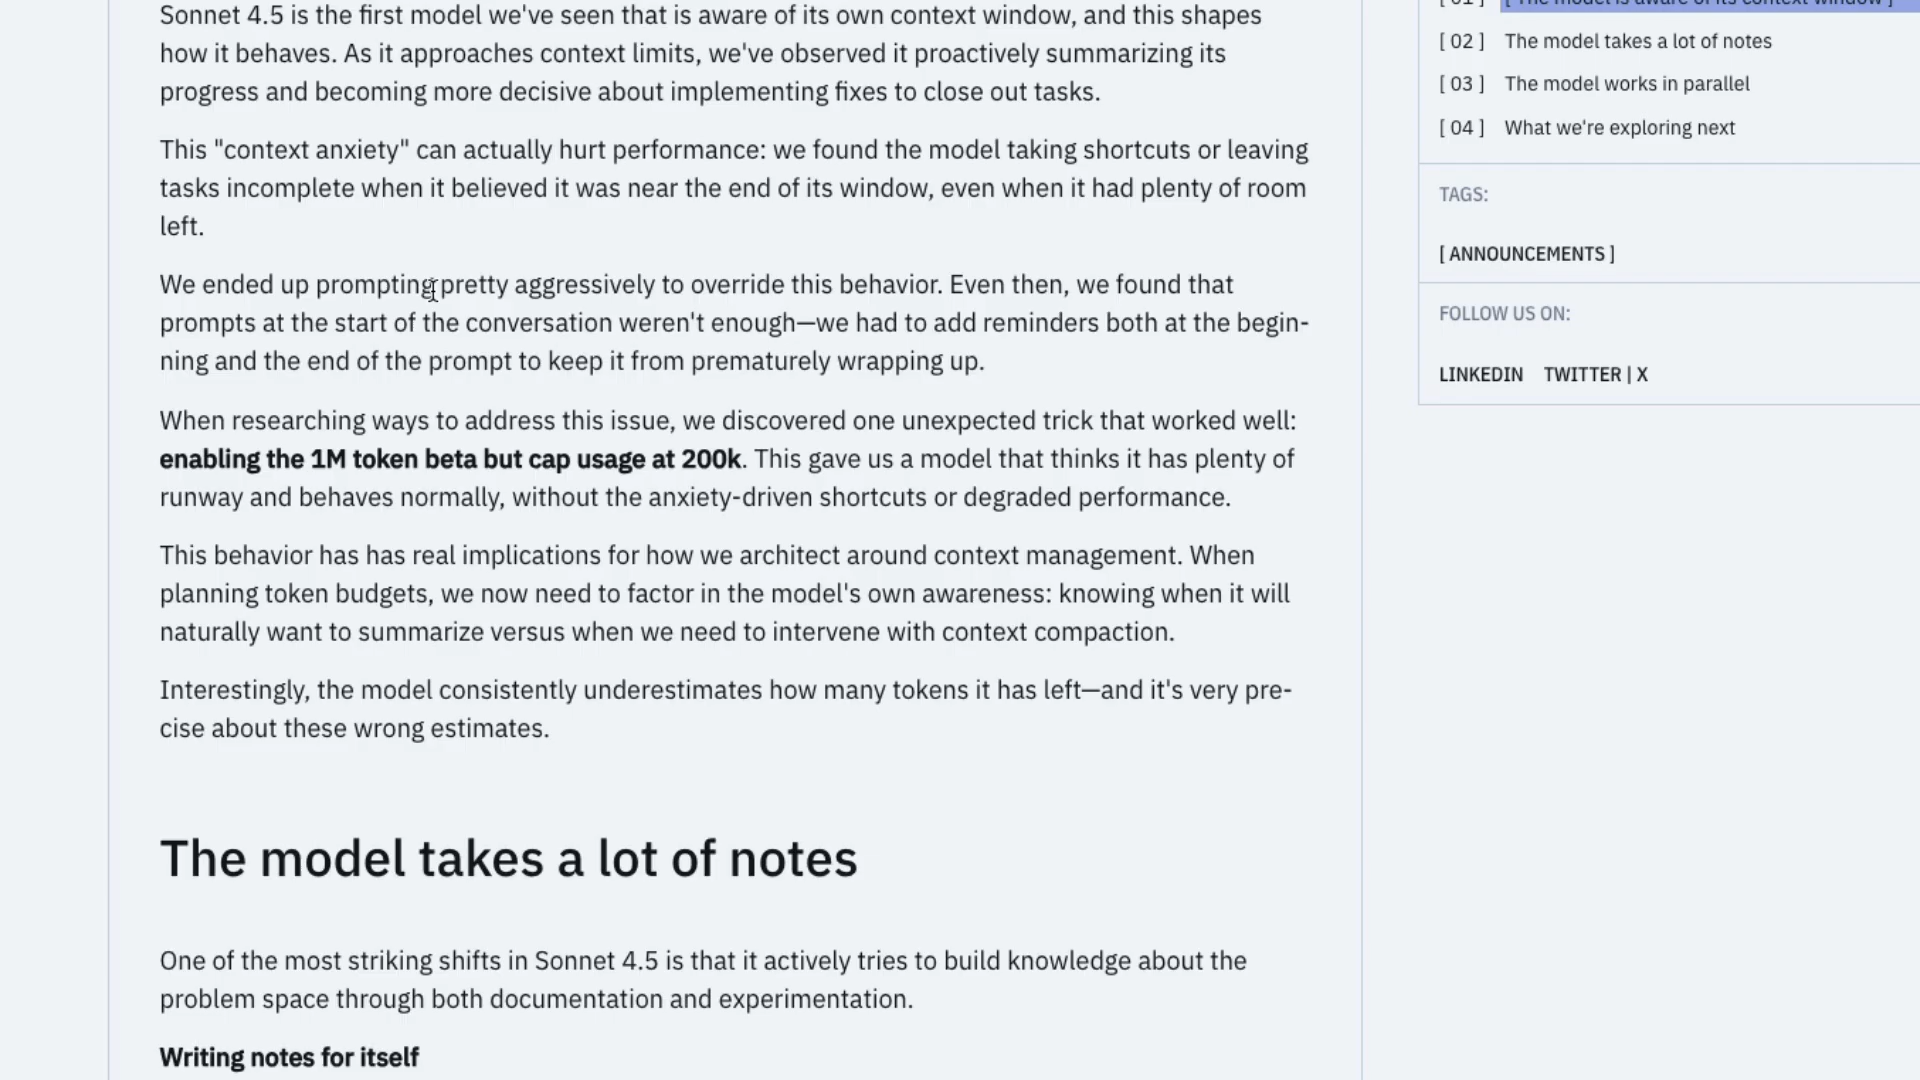 Sonnet 4.5 is the first model we've seen that is aware of its own context window, and this shapes
how it behaves. As it approaches context limits, we've observed it proactively summarizing its
progress and becoming more decisive about implementing fixes to close out tasks.
This "context anxiety" can actually hurt performance: we found the model taking shortcuts or leaving
tasks incomplete when it believed it was near the end of its window, even when it had plenty of room
left.
We ended up prompting pretty aggressively to override this behavior. Even then, we found that
prompts at the start of the conversation weren't enough—we had to add reminders both at the begin-
ning and the end of the prompt to keep it from prematurely wrapping up.
When researching ways to address this issue, we discovered one unexpected trick that worked well:
enabling the 1M token beta but cap usage at 200k. This gave us a model that thinks it has plenty of
runway and behaves normally, without the anxiety-driven shortcuts or degraded performance.
This behavior has has real implications for how we architect around context management. When
planning token budgets, we now need to factor in the model's own awareness: knowing when it will
naturally want to summarize versus when we need to intervene with context compaction.
Interestingly, the model consistently underestimates how many tokens it has left—and it's very pre-
cise about these wrong estimates.
The model takes a lot of notes
One of the most striking shifts in Sonnet 4.5 is that it actively tries to build knowledge about the
problem space through both documentation and experimentation.
Writing notes for itself
[ 01 ] [ The model is aware of its context window ]
[ 02 ] The model takes a lot of notes
[ 03 ] The model works in parallel
[ 04 ] What we're exploring next
TAGS:
[ ANNOUNCEMENTS ]
FOLLOW US ON:
LINKEDIN TWITTER | X